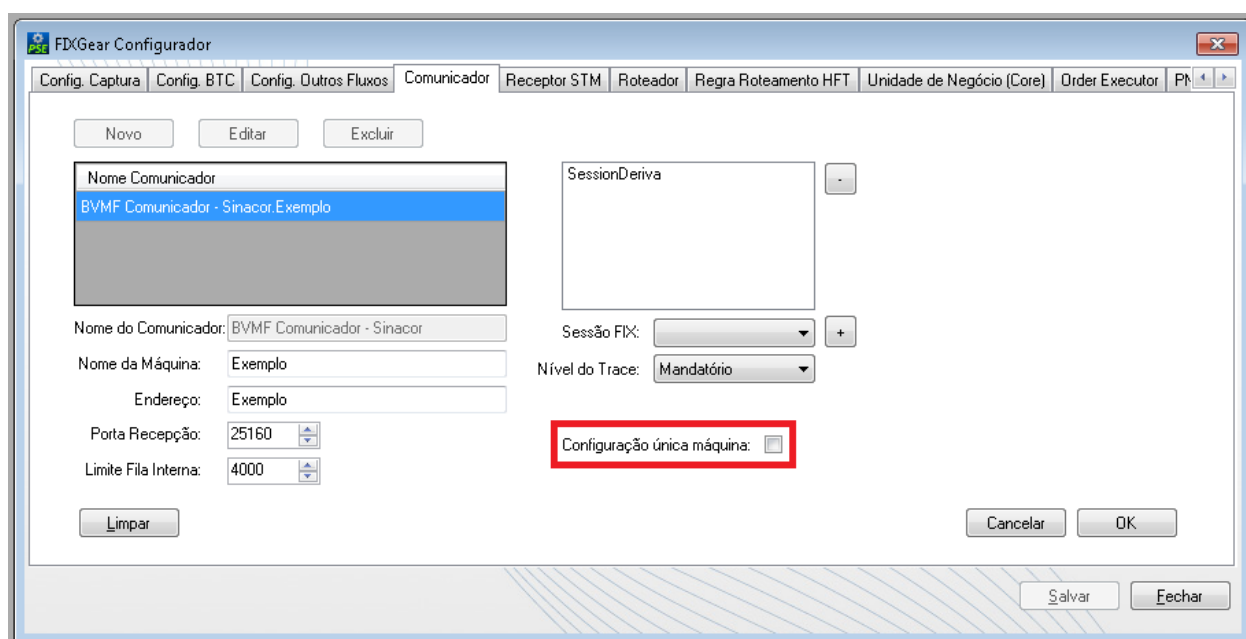 PSE FIXGear Configurador
Config. Captura Config. BTC Config. Outros Fluxos Comunicador Receptor STM Roteador Regra Roteamento HFT Unidade de Negócio (Core) Order Executor
Novo Editar Excluir
Nome Comunicador
BVMF Comunicador - Sinacor.Exemplo
SessionDeriva
-
Nome do Comunicador: BVMF Comunicador - Sinacor
Sessão FIX: +
Nome da Máquina: Exemplo
Nível do Trace: Mandatório
Endereço: Exemplo
Porta Recepção: 25160
Configuração única máquina:
Limite Fila Interna: 4000
Limpar
Cancelar OK
Salvar Fechar